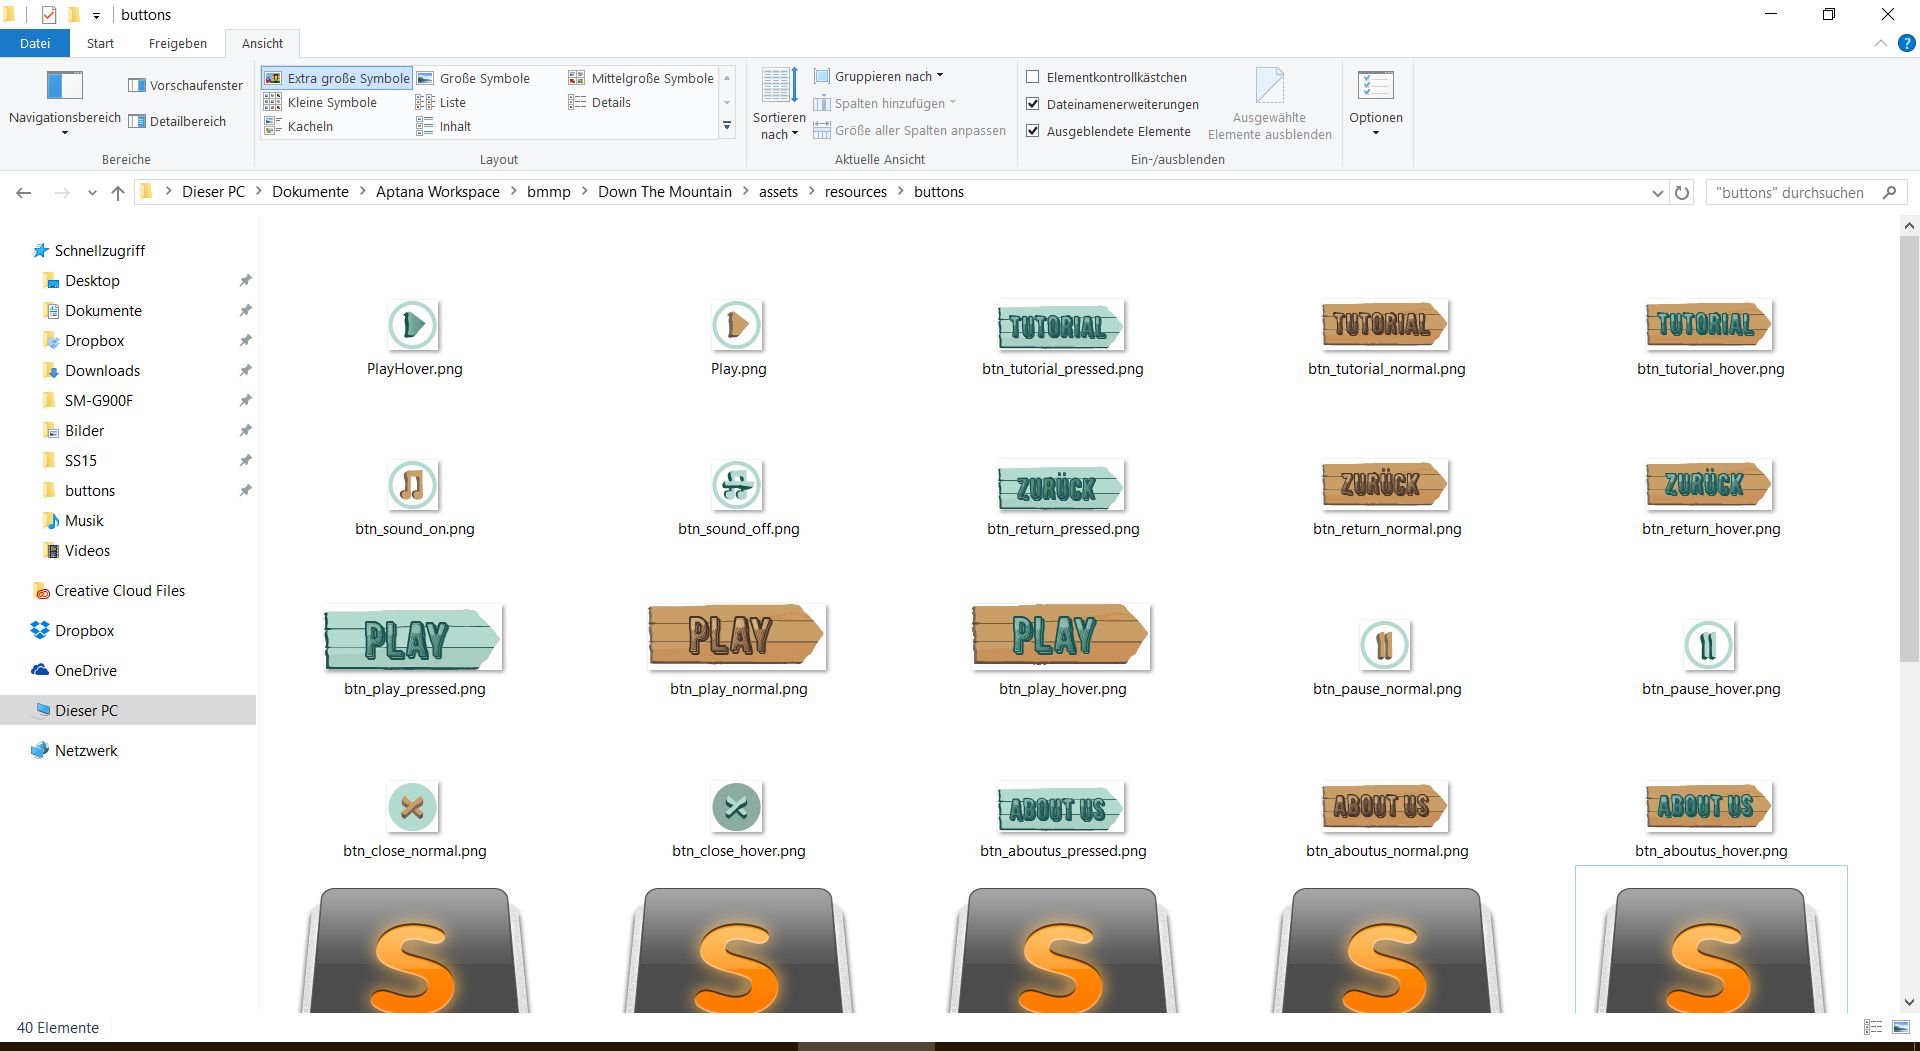 buttons
Datei Start Freigeben Ansicht
Extra große Symbole Große Symbole Mittelgroße Symbole
Kleine Symbole Liste Details
Kacheln Inhalt
Navigationsbereich Vorschaufenster
Detailbereich
Sortieren nach
Gruppieren nach
Spalten hinzufügen
Größe aller Spalten anpassen
Elementkontrollkästchen
Dateinamenerweiterungen
Ausgeblendete Elemente
Ausgewählte
Elemente ausblenden
Optionen
Bereiche Layout Aktuelle Ansicht Ein-/ausblenden
Dieser PC Dokumente Aptana Workspace bmmp Down The Mountain assets resources buttons
"buttons" durchsuchen
Schnellzugriff
Desktop
Dokumente
Dropbox
Downloads
SM-G900F
Bilder
SS15
buttons
Musik
Videos
Creative Cloud Files
Dropbox
OneDrive
Dieser PC
Netzwerk
TUTORIAL TUTORIAL TUTORIAL
PlayHover.png Play.png btn_tutorial_pressed.png btn_tutorial_normal.png btn_tutorial_hover.png
ZURÜCK ZURÜCK ZURÜCK
btn_sound_on.png btn_sound_off.png btn_return_pressed.png btn_return_normal.png btn_return_hover.png
PLAY PLAY PLAY
btn_play_pressed.png btn_play_normal.png btn_play_hover.png btn_pause_normal.png btn_pause_hover.png
ABOUT US ABOUT US ABOUT US
btn_close_normal.png btn_close_hover.png btn_aboutus_pressed.png btn_aboutus_normal.png btn_aboutus_hover.png
S S S S S
40 Elemente